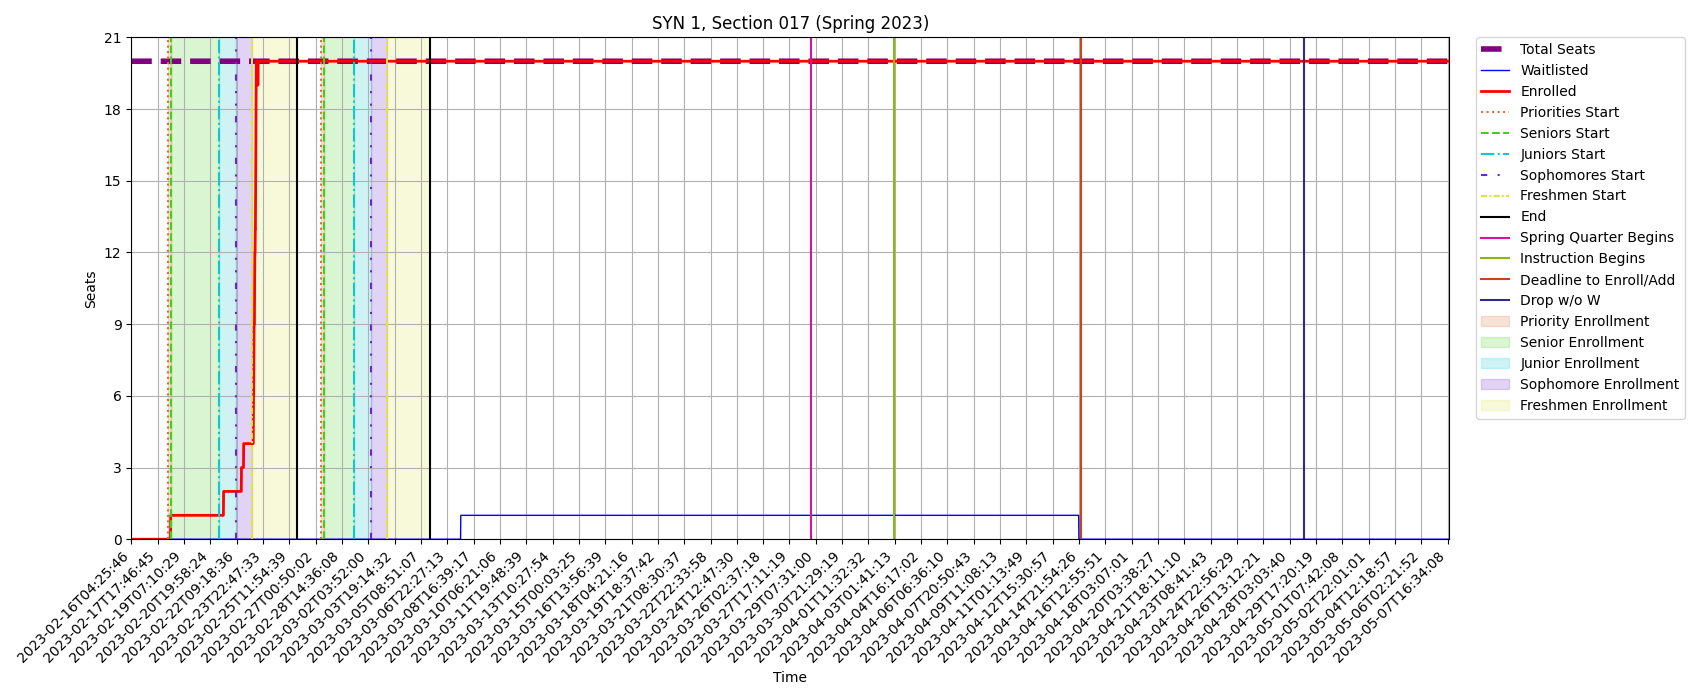 SYN 1, Section 017 (Spring 2023)
21
18
15
12
9
6
3
0
Seats
2023-02-16T04:25:46
2023-02-17T17:46:45
2023-02-19T07:10:29
2023-02-20T19:58:24
2023-02-22T09:18:36
2023-02-23T22:47:33
2023-02-25T11:54:39
2023-02-27T00:50:02
2023-02-28T14:36:08
2023-03-02T03:52:00
2023-03-03T19:14:32
2023-03-05T08:51:07
2023-03-06T22:27:13
2023-03-08T16:39:17
2023-03-10T06:21:06
2023-03-11T19:48:39
2023-03-13T10:27:54
2023-03-15T00:03:25
2023-03-16T13:56:39
2023-03-18T04:21:16
2023-03-19T18:37:42
2023-03-21T08:30:37
2023-03-22T22:33:58
2023-03-24T12:47:30
2023-03-26T02:37:18
2023-03-27T17:11:19
2023-03-29T07:31:00
2023-03-30T21:29:19
2023-04-01T11:32:32
2023-04-03T01:41:13
2023-04-04T16:17:02
2023-04-06T06:36:10
2023-04-07T20:50:43
2023-04-09T11:08:13
2023-04-11T01:13:49
2023-04-12T15:30:57
2023-04-14T21:54:26
2023-04-16T12:55:51
2023-04-18T03:07:01
2023-04-20T03:38:27
2023-04-21T18:11:10
2023-04-23T08:41:43
2023-04-24T22:56:29
2023-04-26T13:12:21
2023-04-28T03:03:40
2023-04-29T17:20:19
2023-05-01T07:42:08
2023-05-02T22:01:01
2023-05-04T12:18:57
2023-05-06T02:21:52
2023-05-07T16:34:08
Time
Total Seats
Waitlisted
Enrolled
Priorities Start
Seniors Start
Juniors Start
Sophomores Start
Freshmen Start
End
Spring Quarter Begins
Instruction Begins
Deadline to Enroll/Add
Drop w/o W
Priority Enrollment
Senior Enrollment
Junior Enrollment
Sophomore Enrollment
Freshmen Enrollment